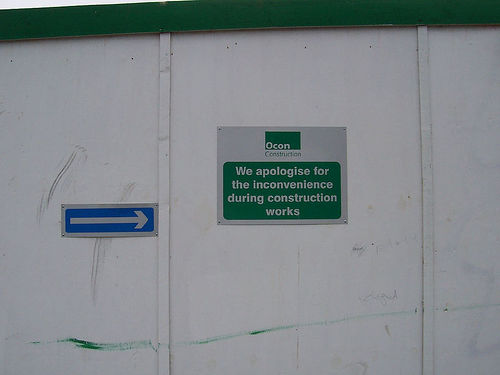 Ocon
Construction
We apologise for
the inconvenience
during construction
works